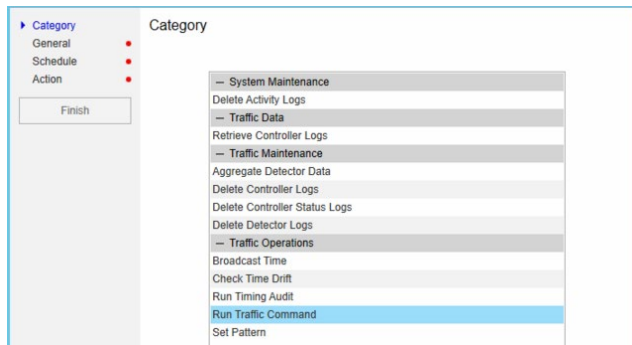 Category
General
Schedule
Action
Finish
Category
— System Maintenance
Delete Activity Logs
— Traffic Data
Retrieve Controller Logs
— Traffic Maintenance
Aggregate Detector Data
Delete Controller Logs
Delete Controller Status Logs
Delete Detector Logs
— Traffic Operations
Broadcast Time
Check Time Drift
Run Timing Audit
Run Traffic Command
Set Pattern